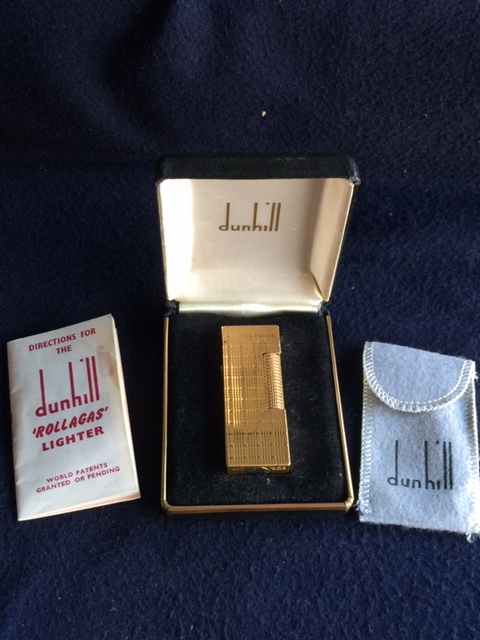 dunhill
DIRECTIONS FOR
THE
dunhill
'ROLLAGAS'
LIGHTER
WORLD PATENTS
GRANTED OR PENDING
dunhill